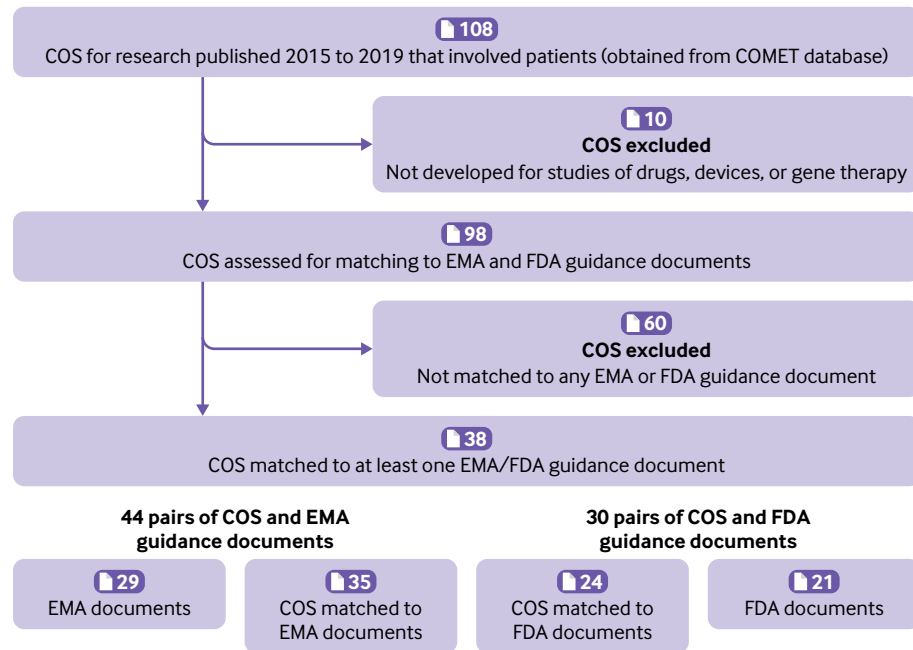 108
COS for research published 2015 to 2019 that involved patients (obtained from COMET database)
10
COS excluded
Not developed for studies of drugs, devices, or gene therapy
98
COS assessed for matching to EMA and FDA guidance documents
60
COS excluded
Not matched to any EMA or FDA guidance document
38
COS matched to at least one EMA/FDA guidance document
44 pairs of COS and EMA
guidance documents
30 pairs of COS and FDA
guidance documents
29
EMA documents
35
COS matched to
EMA documents
24
COS matched to
FDA documents
21
FDA documents